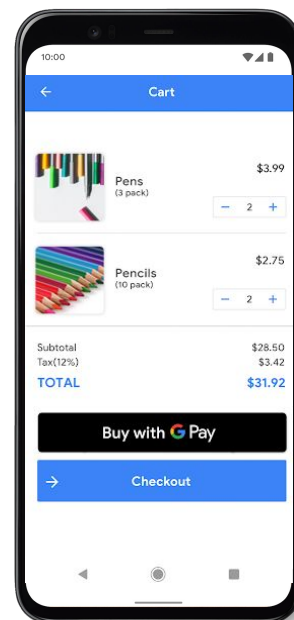 10:00
Cart
$3.99
Pens
(3 pack)
− 2 +
$2.75
Pencils
(10 pack)
− 2 +
Subtotal $28.50
Tax(12%) $3.42
TOTAL $31.92
Buy with G Pay
Checkout